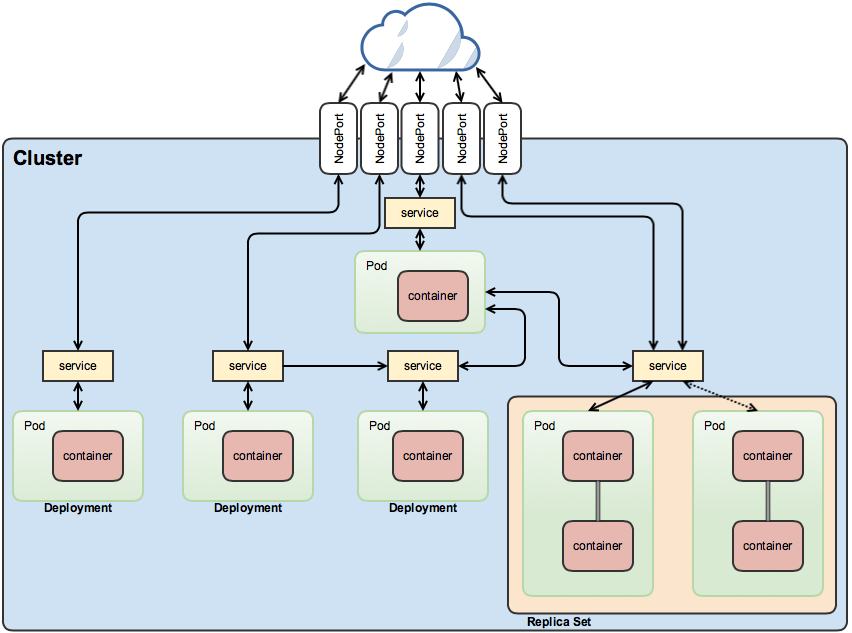 NodePort
NodePort
NodePort
NodePort
NodePort
Cluster
service
Pod
container
service
service
service
service
Pod
container
Deployment
Pod
container
Deployment
Pod
container
Deployment
Pod
container
container
Pod
container
container
Replica Set